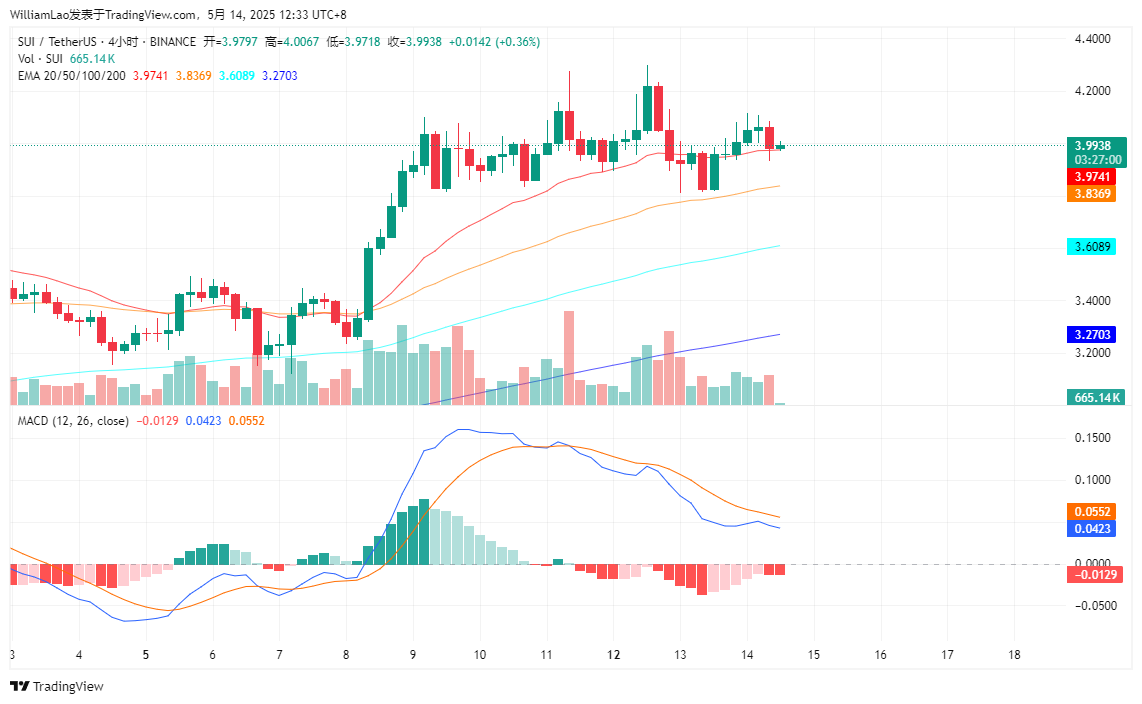 WilliamLao发表于TradingView.com, 5月 14, 2025 12:33 UTC+8
SUI / TetherUS · 4小时 · BINANCE 开=3.9797 高=4.0067 低=3.9718 收=3.9938 +0.0142 (+0.36%)
Vol · SUI 665.14 K
EMA 20/50/100/200 3.9741 3.8369 3.6089 3.2703
4.4000
4.2000
3.9938
03:27:00
3.9741
3.8369
3.6089
3.4000
3.2703
3.2000
665.14 K
MACD (12, 26, close) −0.0129 0.0423 0.0552
0.1500
0.1000
0.0552
0.0423
0.0000
−0.0129
−0.0500
3 4 5 6 7 8 9 10 11 12 13 14 15 16 17 18
TradingView